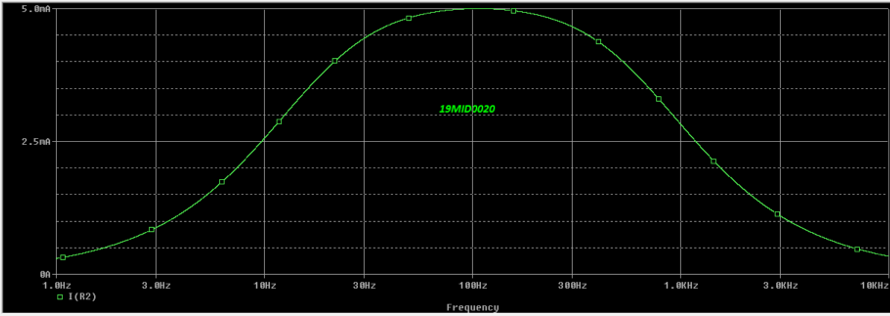 5.0mA
19MID0020
2.5mA
0A
1.0Hz 3.0Hz 10Hz 30Hz 100Hz 300Hz 1.0KHz 3.0KHz 10KHz
I(R2)
Frequency